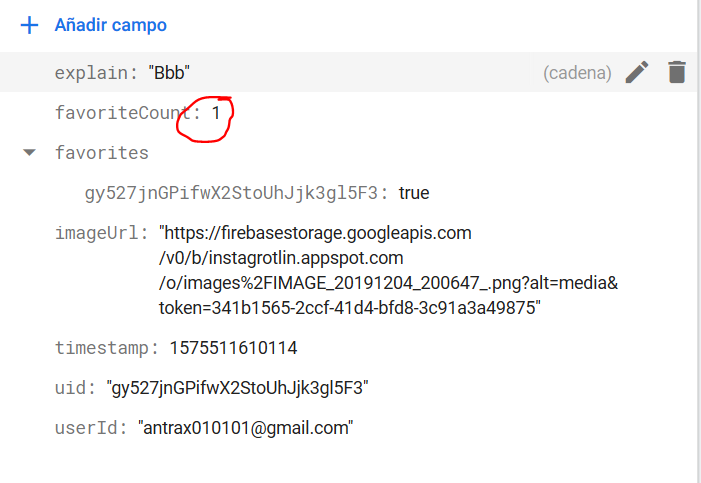 Añadir campo
explain: "Bbb" (cadena)
favoriteCount: 1
favorites
gy527jnGPifwX2StoUhJjk3gl5F3: true
imageUrl: "https://firebasestorage.googleapis.com
/v0/b/instagrotlin.appspot.com
/o/images%2FIMAGE_20191204_200647_.png?alt=media&
token=341b1565-2ccf-41d4-bfd8-3c91a3a49875"
timestamp: 1575511610114
uid: "gy527jnGPifwX2StoUhJjk3gl5F3"
userId: "antrax010101@gmail.com"